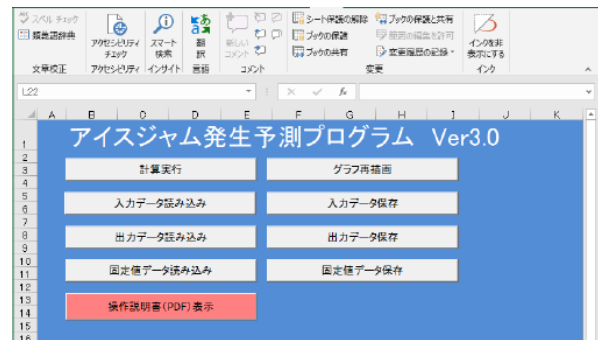 スペル チェック
類義語辞典
文章校正
アクセシビリティ
チェック
アクセシビリティ
スマート
検索
インサイト
翻
訳
言語
新しい
コメント
コメント
シート保護の解除
ブックの保護
ブックの共有
ブックの保護と共有
範囲の編集を許可
変更履歴の記録
変更
インクを非
表示にする
インク
L22
fx
A B C D E F G H I J K
1
アイスジャム発生予測プログラム Ver3.0
2
3
計算実行 グラフ再描画
4
5
6
入力データ読み込み 入力データ保存
7
8
出力データ読み込み 出力データ保存
9
10
11
固定値データ読み込み 固定値データ保存
12
13
14
操作説明書(PDF)表示
15
16